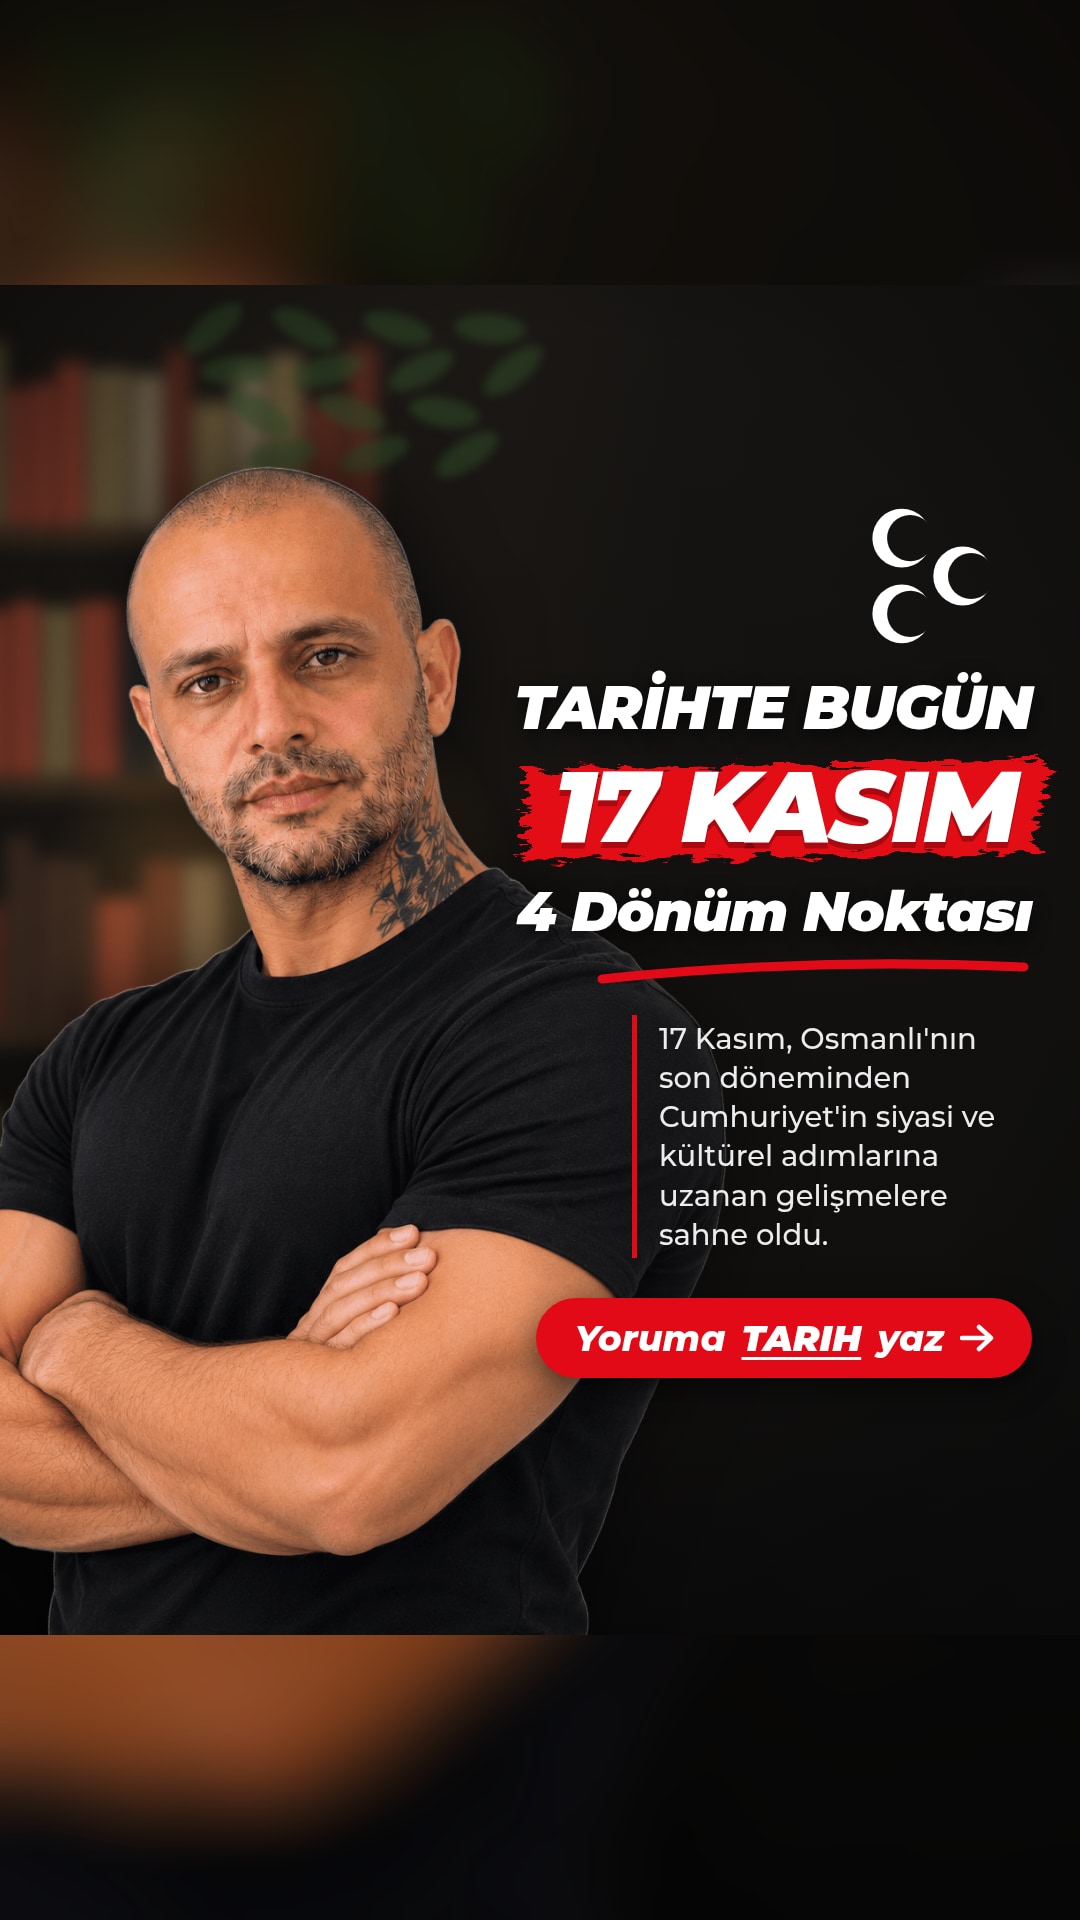 TARİHTE BUGÜN
17 KASIM
4 Dönüm Noktası
17 Kasım, Osmanlı'nın
son döneminden
Cumhuriyet'in siyasi ve
kültürel adımlarına
uzanan gelişmelere
sahne oldu.
Yoruma TARIH yaz →